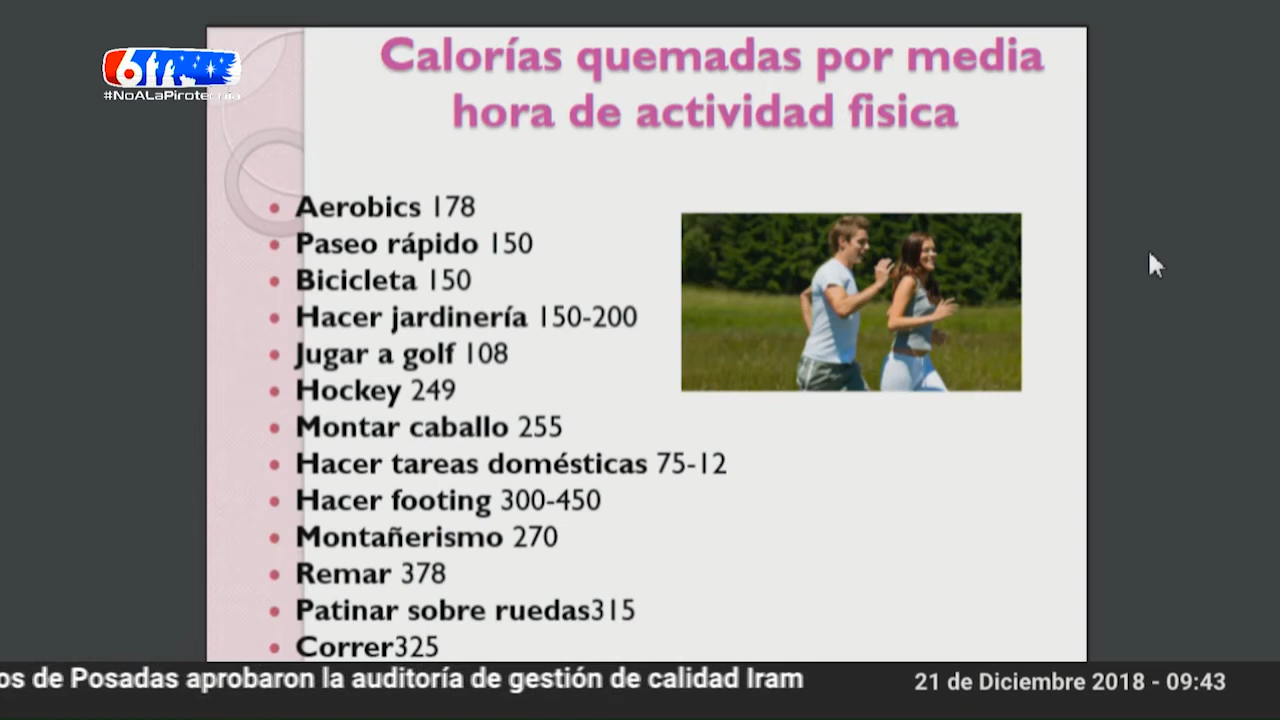 Calorías quemadas por media
hora de actividad fisica
6
#NoALaPirotecnia
Aerobics 178
Paseo rápido 150
Bicicleta 150
Hacer jardinería 150-200
Jugar a golf 108
Hockey 249
Montar caballo 255
Hacer tareas domésticas 75-12
Hacer footing 300-450
Montañerismo 270
Remar 378
Patinar sobre ruedas315
Correr325
os de Posadas aprobaron la auditoría de gestión de calidad Iram
21 de Diciembre 2018 - 09:43